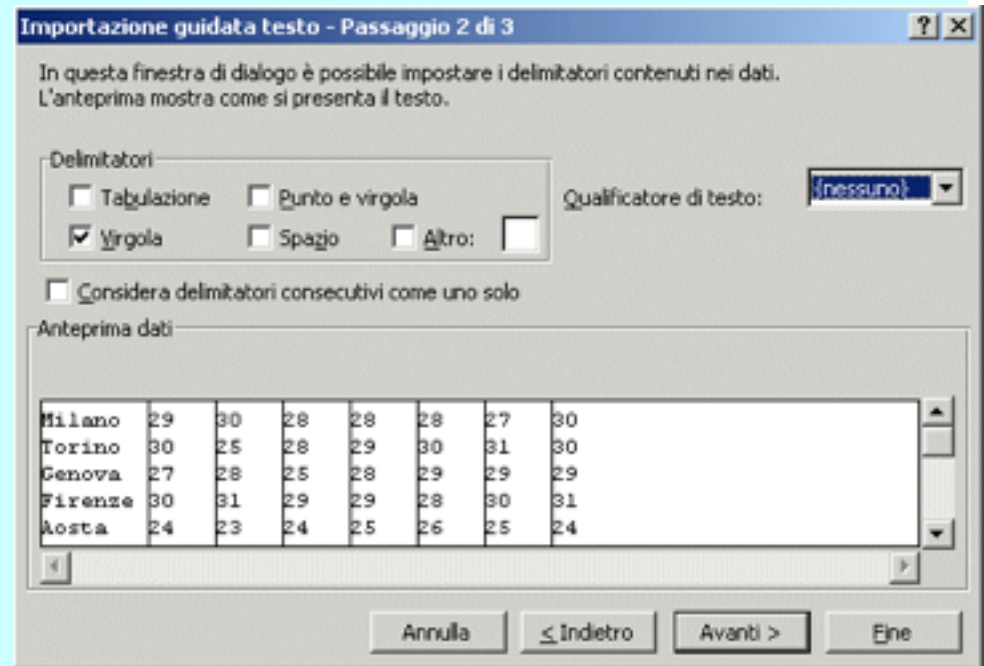 Importazione guidata testo - Passaggio 2 di 3
In questa finestra di dialogo è possibile impostare i delimitatori contenuti nei dati.
L'anteprima mostra come si presenta il testo.
Delimitatori
Tabulazione Punto e virgola
Virgola Spazio Altro:
Qualificatore di testo: {nessuno}
Considera delimitatori consecutivi come uno solo
Anteprima dati
Milano 29 30 28 28 28 27 30
Torino 30 25 28 29 30 31 30
Genova 27 28 25 28 29 29 29
Firenze 30 31 29 29 28 30 31
Aosta 24 23 24 25 26 25 24
Annulla < Indietro Avanti > Fine